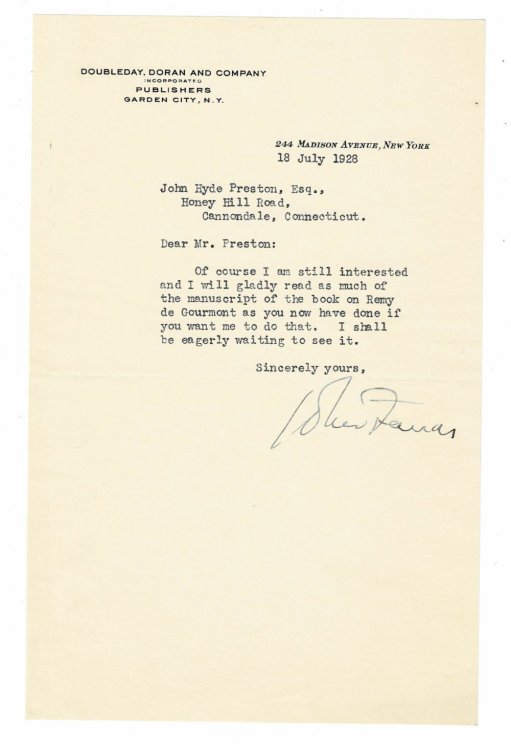 DOUBLEDAY, DORAN AND COMPANY
INCORPORATED
PUBLISHERS
GARDEN CITY, N.Y.
244 MADISON AVENUE, NEW YORK
18 July 1928
John Hyde Preston, Esq.,
Honey Hill Road,
Cannondale, Connecticut.
Dear Mr. Preston:
Of course I am still interested
and I will gladly read as much of
the manuscript of the book on Remy
de Gourmont as you now have done if
you want me to do that. I shall
be eagerly waiting to see it.
Sincerely yours,
John Farrar